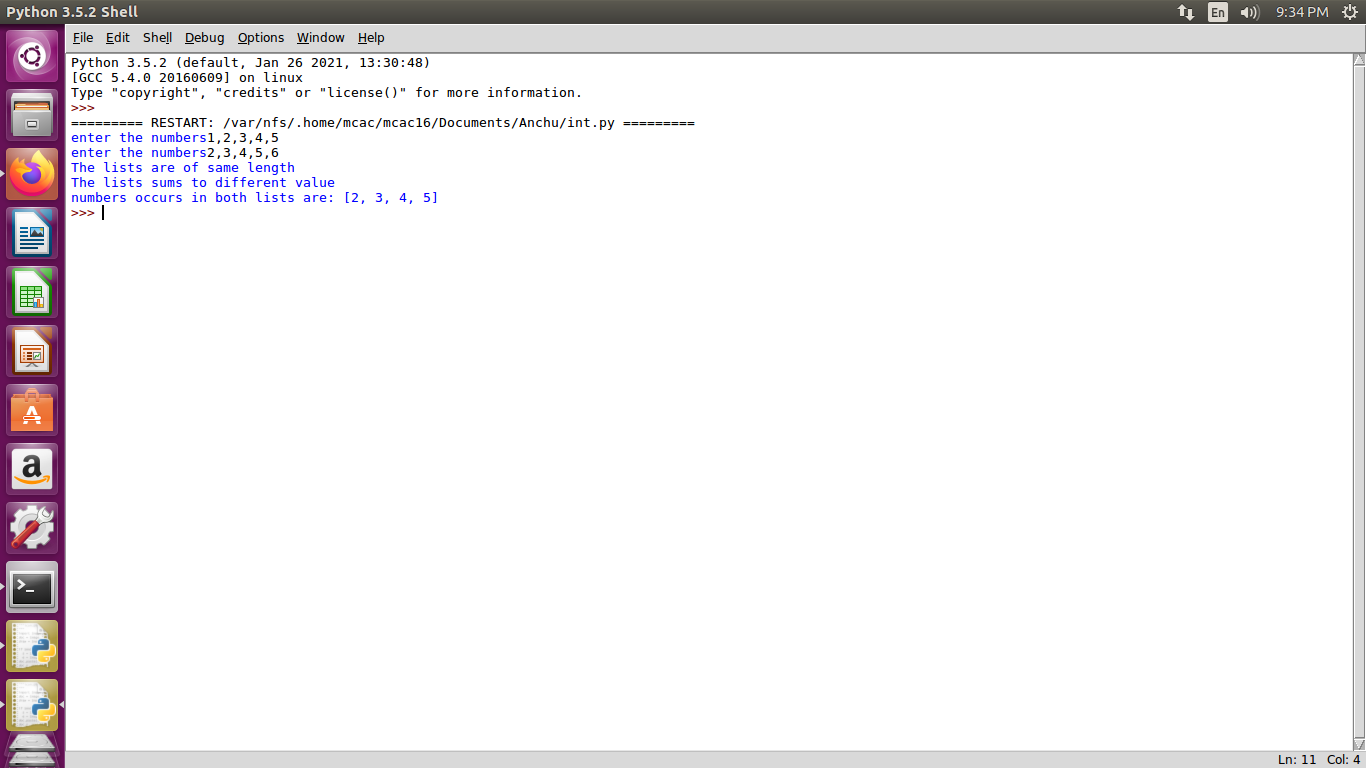 Python 3.5.2 Shell
En
9:34 PM
File Edit Shell Debug Options Window Help
Python 3.5.2 (default, Jan 26 2021, 13:30:48)
[GCC 5.4.0 20160609] on linux
Type "copyright", "credits" or "license()" for more information.
>>>
========= RESTART: /var/nfs/.home/mcac/mcac16/Documents/Anchu/int.py =========
enter the numbers1,2,3,4,5
enter the numbers2,3,4,5,6
The lists are of same length
The lists sums to different value
numbers occurs in both lists are: [2, 3, 4, 5]
>>>
Ln: 11 Col: 4